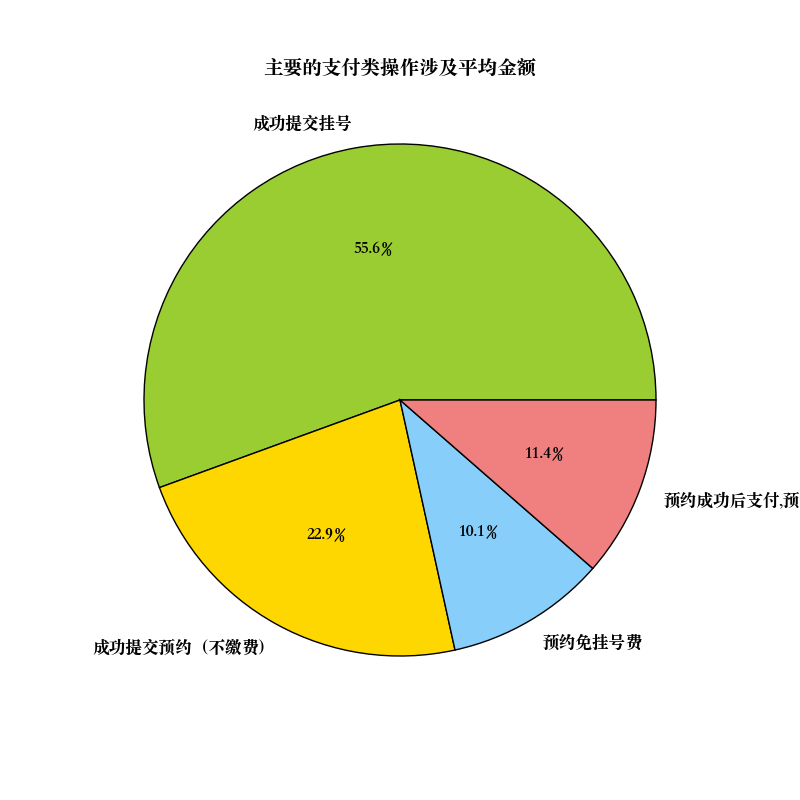 主要的支付类操作涉及平均金额
成功提交挂号
55.6%
11.4%
预约成功后支付,预
10.1%
22.9%
预约免挂号费
成功提交预约（不缴费）